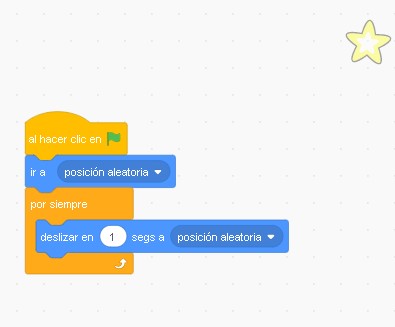 al hacer clic en
ir a posición aleatoria
por siempre
deslizar en 1 segs a posición aleatoria